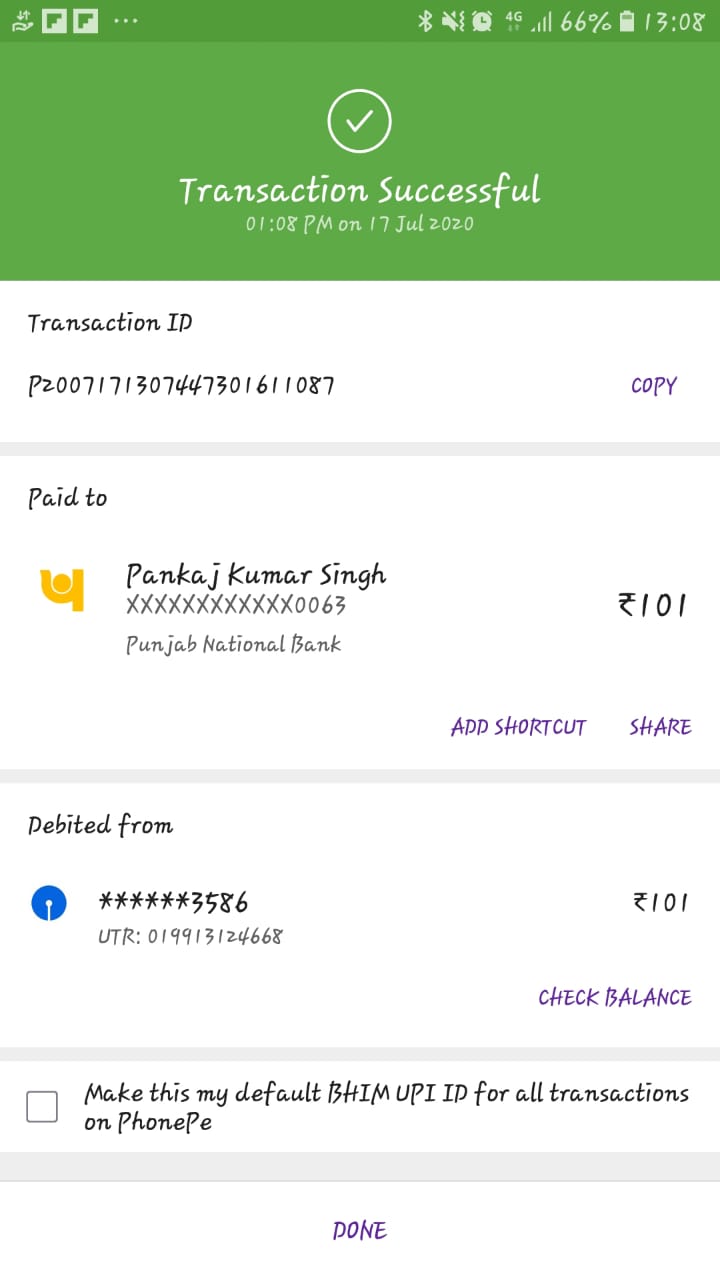 4G 66% 13:08
Transaction Successful
01:08 PM on 17 Jul 2020
Transaction ID
P2007171307447301611087
COPY
Paid to
Pankaj Kumar Singh
XXXXXXXXXXXX0063
₹101
Punjab National Bank
ADD SHORTCUT SHARE
Debited from
******3586
₹101
UTR: 019913124668
CHECK BALANCE
Make this my default BHIM UPI ID for all transactions
on PhonePe
DONE